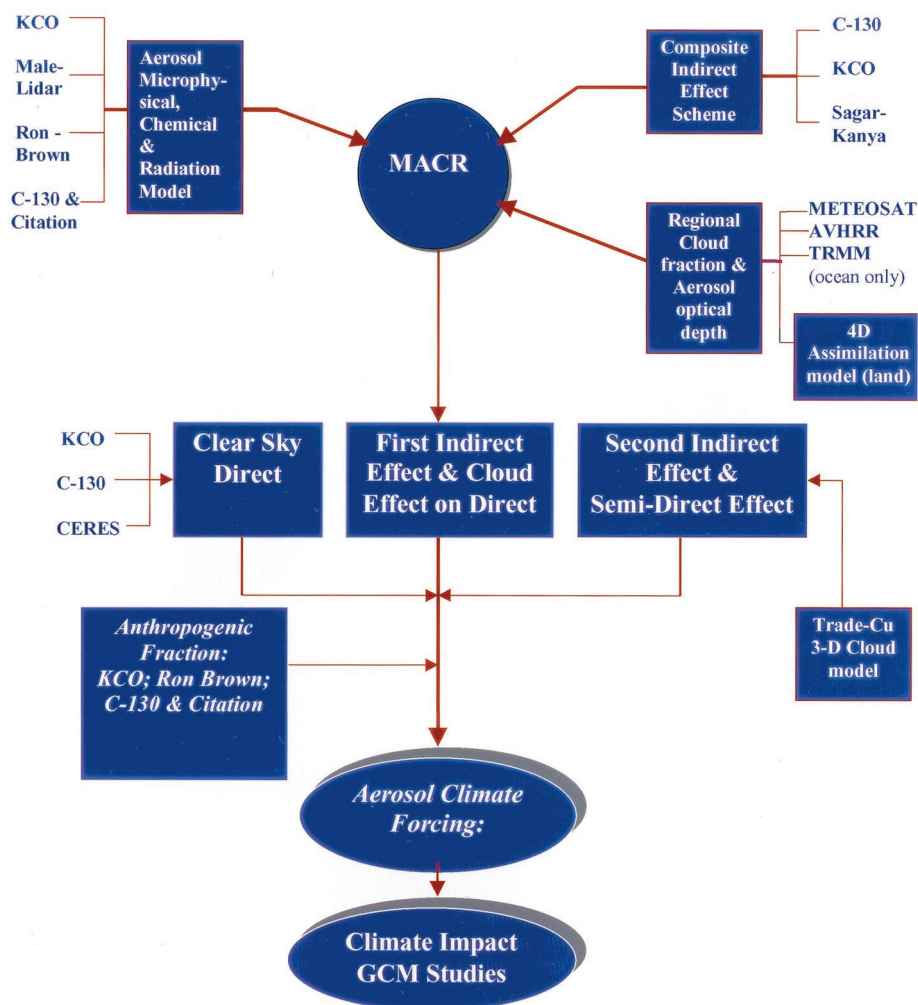 KCO
Male-
Lidar
Ron -
Brown
C-130 &
Citation
Aerosol
Microphy-
sical,
Chemical
&
Radiation
Model
MACR
Composite
Indirect
Effect
Scheme
C-130
KCO
Sagar-
Kanya
Regional
Cloud
fraction &
Aerosol
optical
depth
METEOSAT
AVHRR
TRMM
(ocean only)
4D
Assimilation
model (land)
KCO
C-130
CERES
Clear Sky
Direct
First Indirect
Effect & Cloud
Effect on Direct
Second Indirect
Effect &
Semi-Direct Effect
Anthropogenic
Fraction:
KCO; Ron Brown;
C-130 & Citation
Trade-Cu
3-D Cloud
model
Aerosol Climate
Forcing:
Climate Impact
GCM Studies